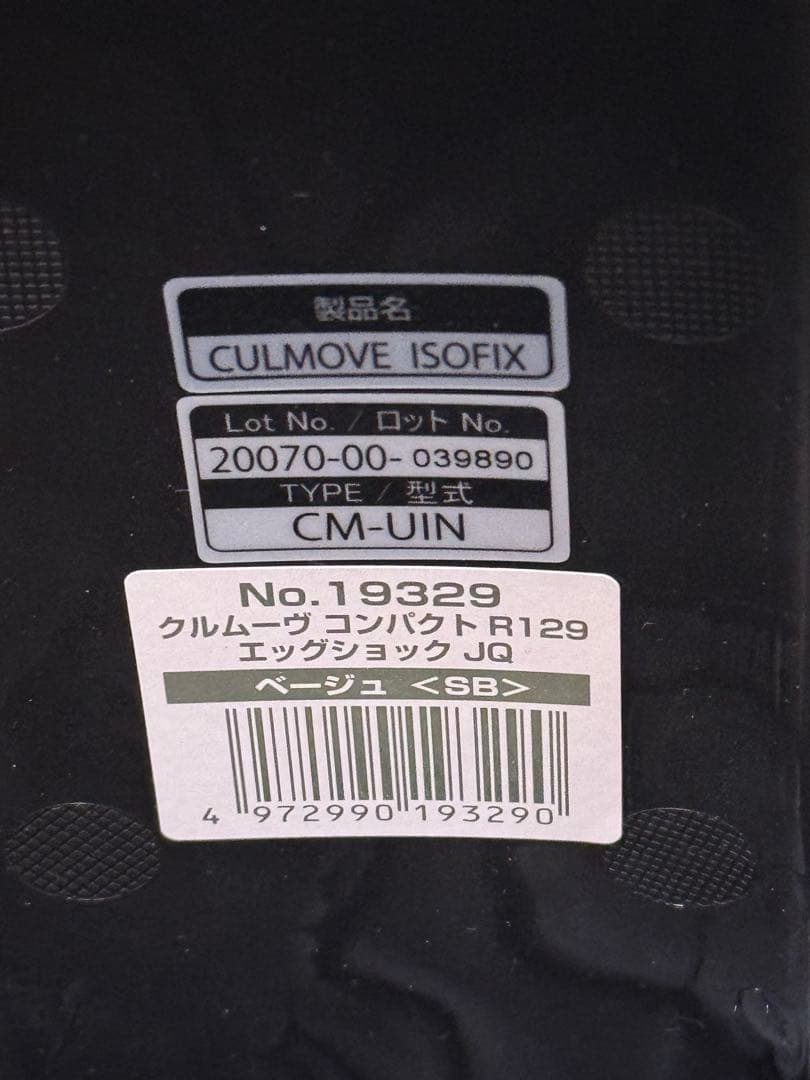 製品名
CULMOVE ISOFIX
Lot No. / ロット No.
20070-00-039890
TYPE / 型式
CM-UIN
No.19329
クルムーヴ コンパクト R129
エッグショック JQ
ベージュ <SB>
4 972990 193290